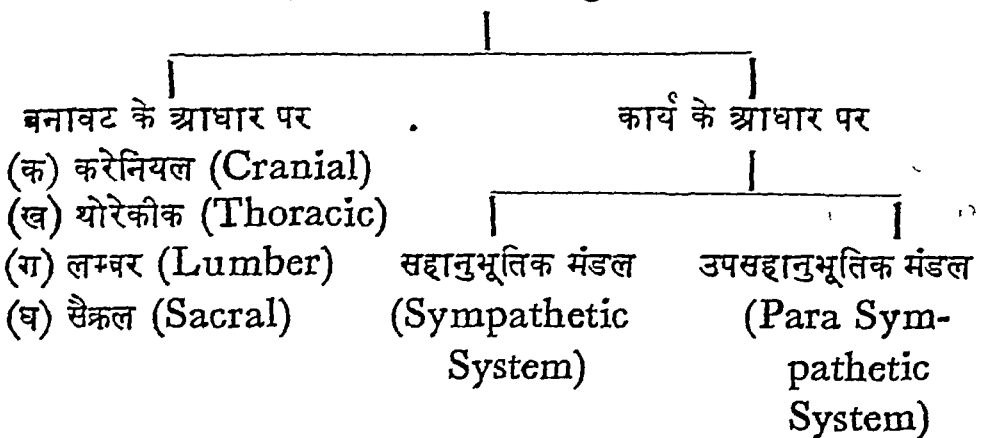 बनावट के आधार पर
(क) करेनियल (Cranial)
(ख) थोरेकीक (Thoracic)
(ग) लम्बर (Lumber)
(घ) सैक्रल (Sacral)
कार्य के आधार पर
सहानुभूतिक मंडल
(Sympathetic
System)
उपसहानुभूतिक मंडल
(Para Sym-
pathetic
System)